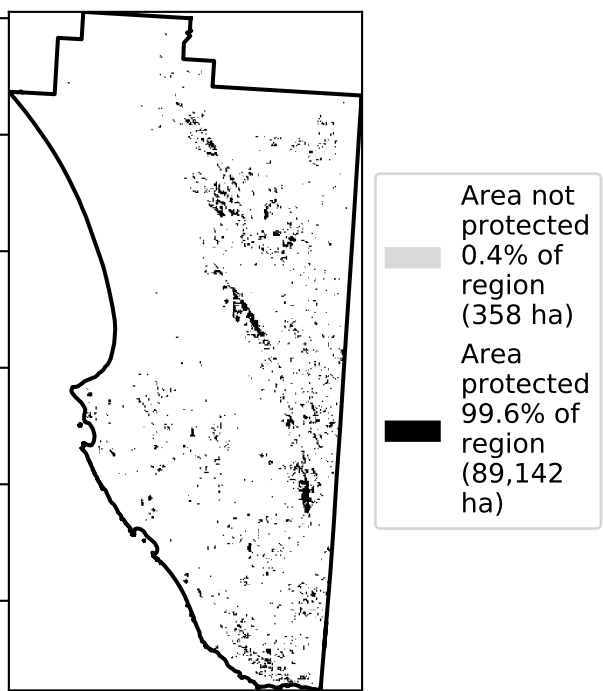 Area not
protected
0.4% of
region
(358 ha)
Area
protected
99.6% of
region
(89,142
ha)